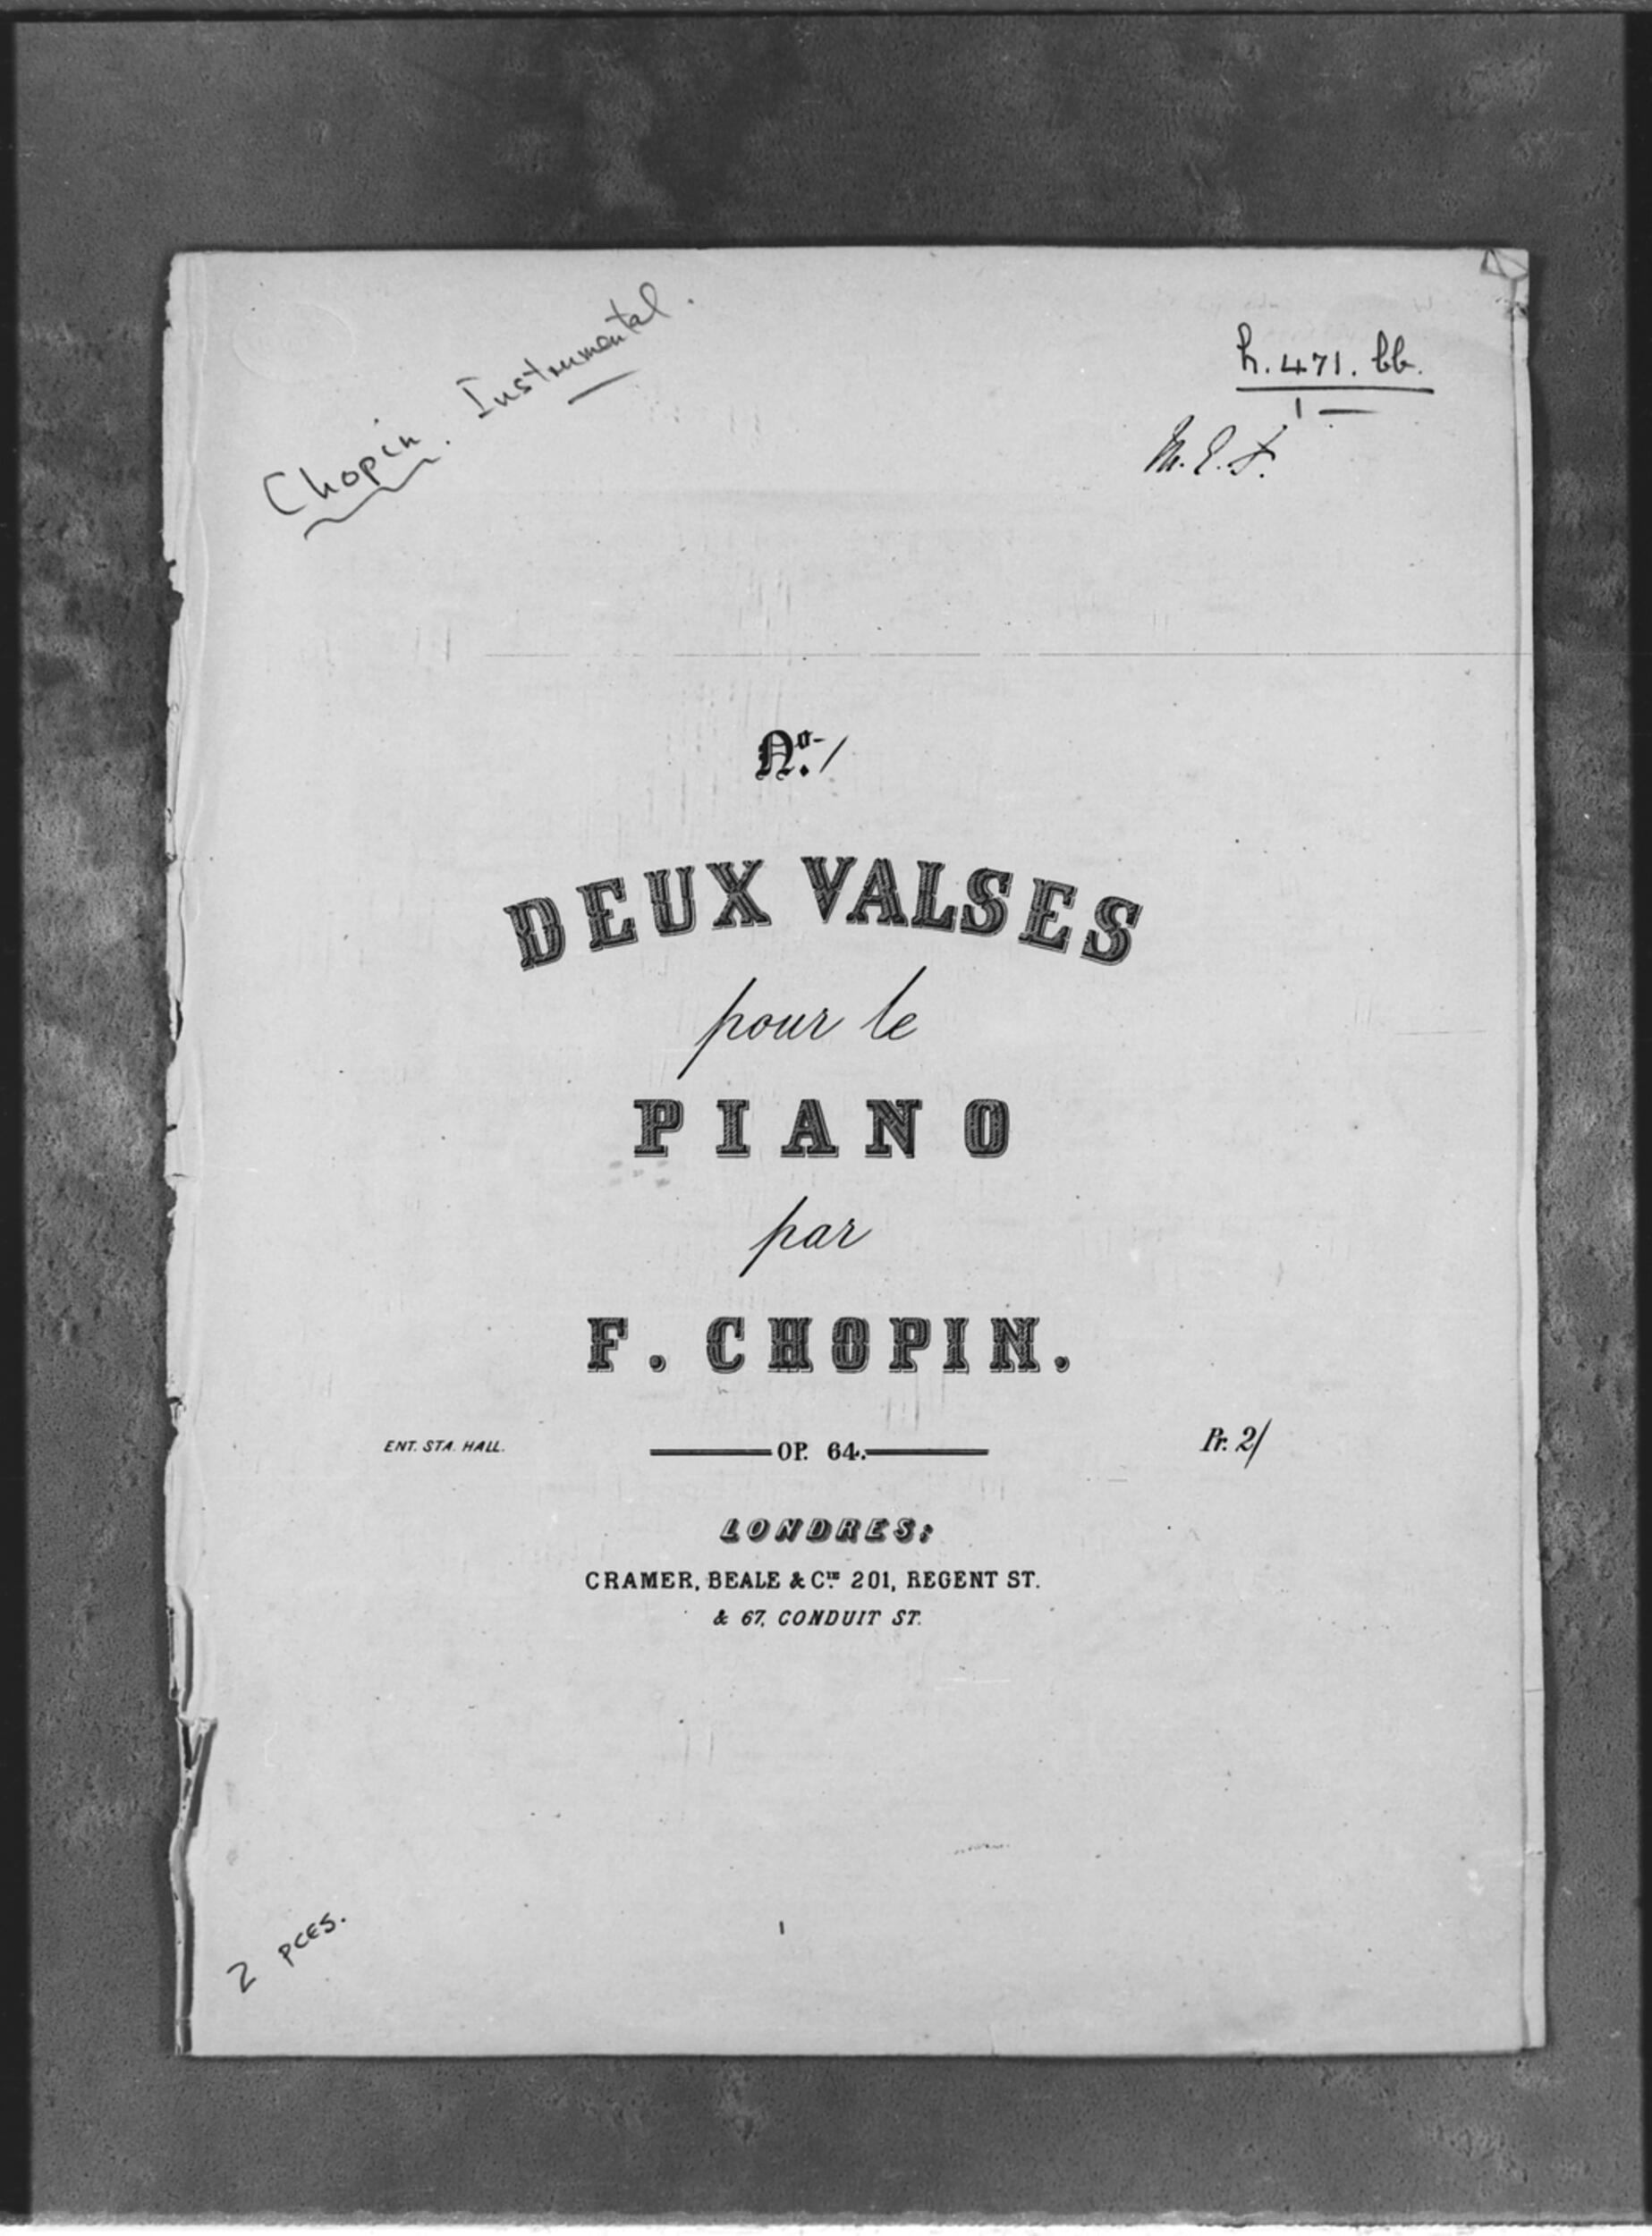 Chopin. Instrumental.
h. 471. bb.
1
M.E.F.
No. 1
DEUX VALSES
pour le
PIANO
par
F. CHOPIN.
ENT. STA. HALL.
OP. 64.
Pr. 2/
LONDRES:
CRAMER, BEALE & Cie 201, REGENT ST.
& 67, CONDUIT ST.
2 pces.